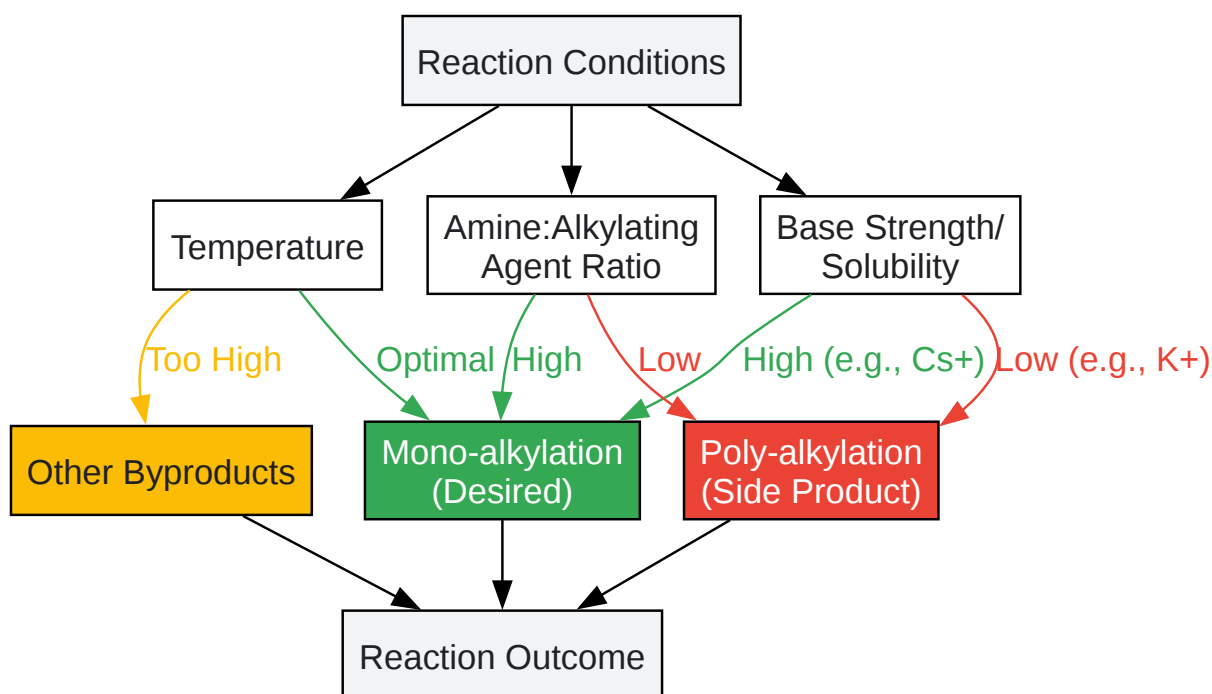 Reaction Conditions
Temperature
Amine:Alkylating
Agent Ratio
Base Strength/
Solubility
Too High
Optimal
High
Low
High (e.g., Cs+)
Low (e.g., K+)
Other Byproducts
Mono-alkylation
(Desired)
Poly-alkylation
(Side Product)
Reaction Outcome